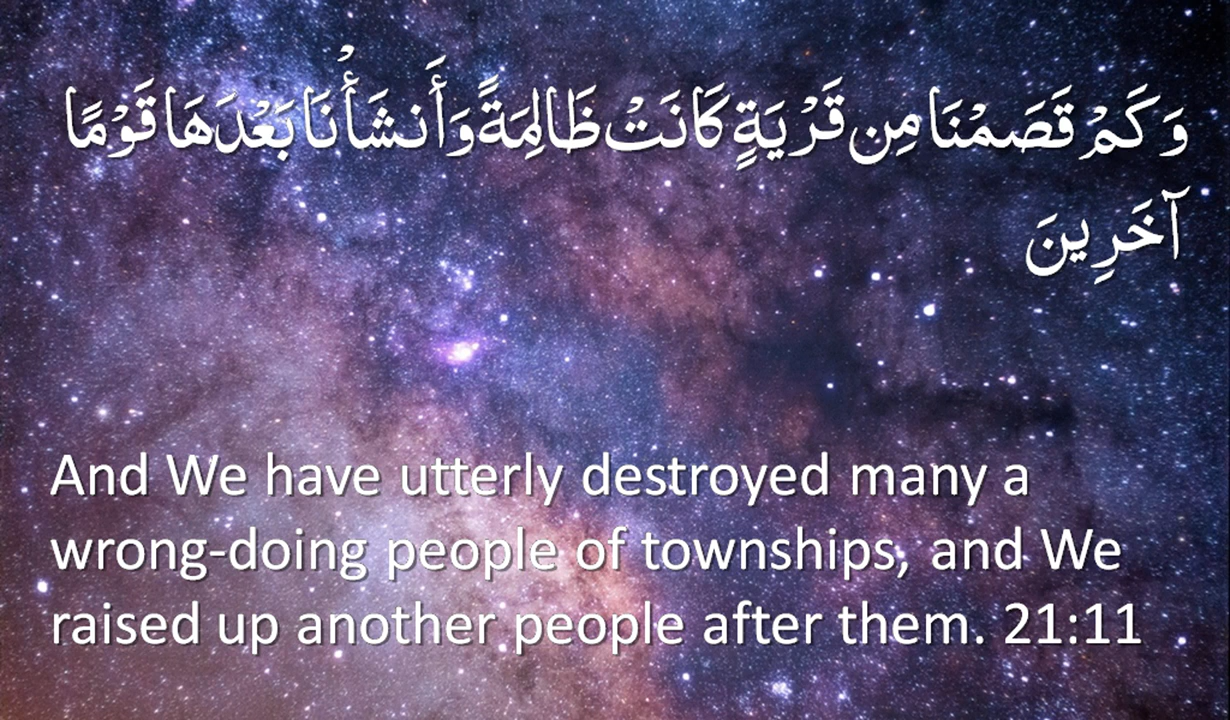 وَكَمْ قَصَمْنَا مِن قَرْيَةٍ كَانَتْ ظَالِمَةً وَأَنشَأْنَا بَعْدَهَا قَوْمًا
آخَرِينَ
And We have utterly destroyed many a
wrong-doing people of townships, and We
raised up another people after them. 21:11